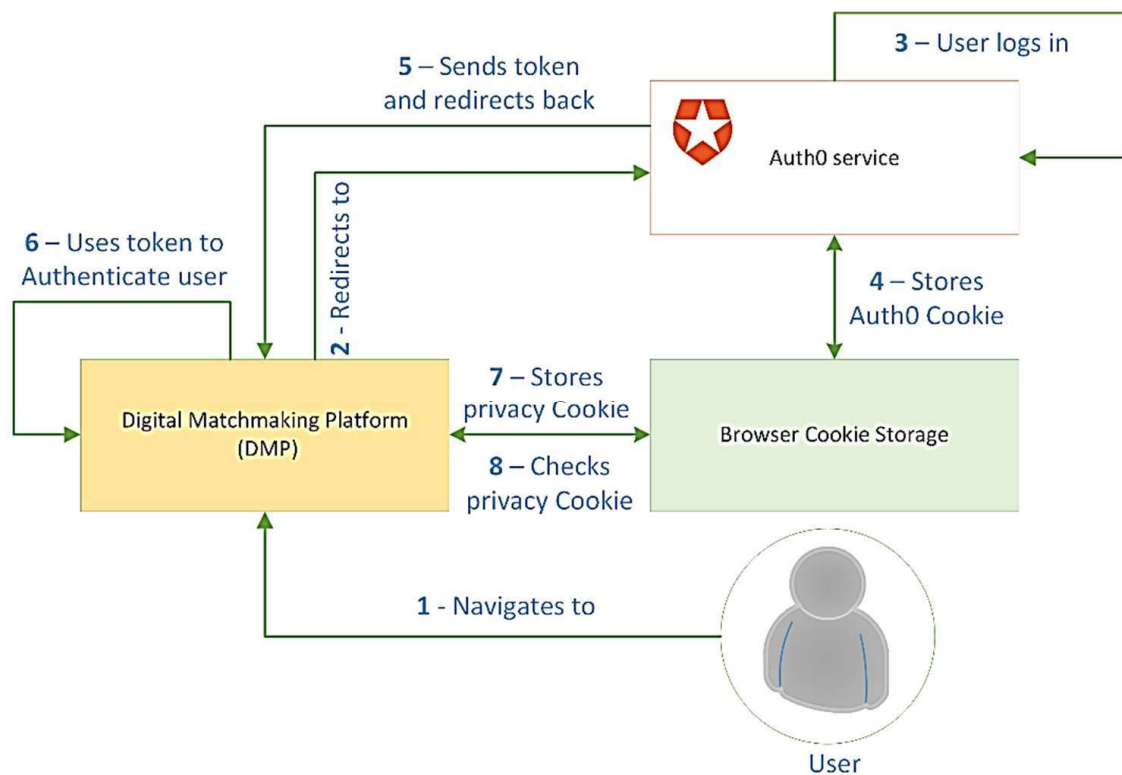 3 – User logs in
5 – Sends token
and redirects back
Auth0 service
2 - Redirects to
6 – Uses token to
Authenticate user
4 – Stores
Auth0 Cookie
7 – Stores
privacy Cookie
Digital Matchmaking Platform
(DMP)
Browser Cookie Storage
8 – Checks
privacy Cookie
1 - Navigates to
User